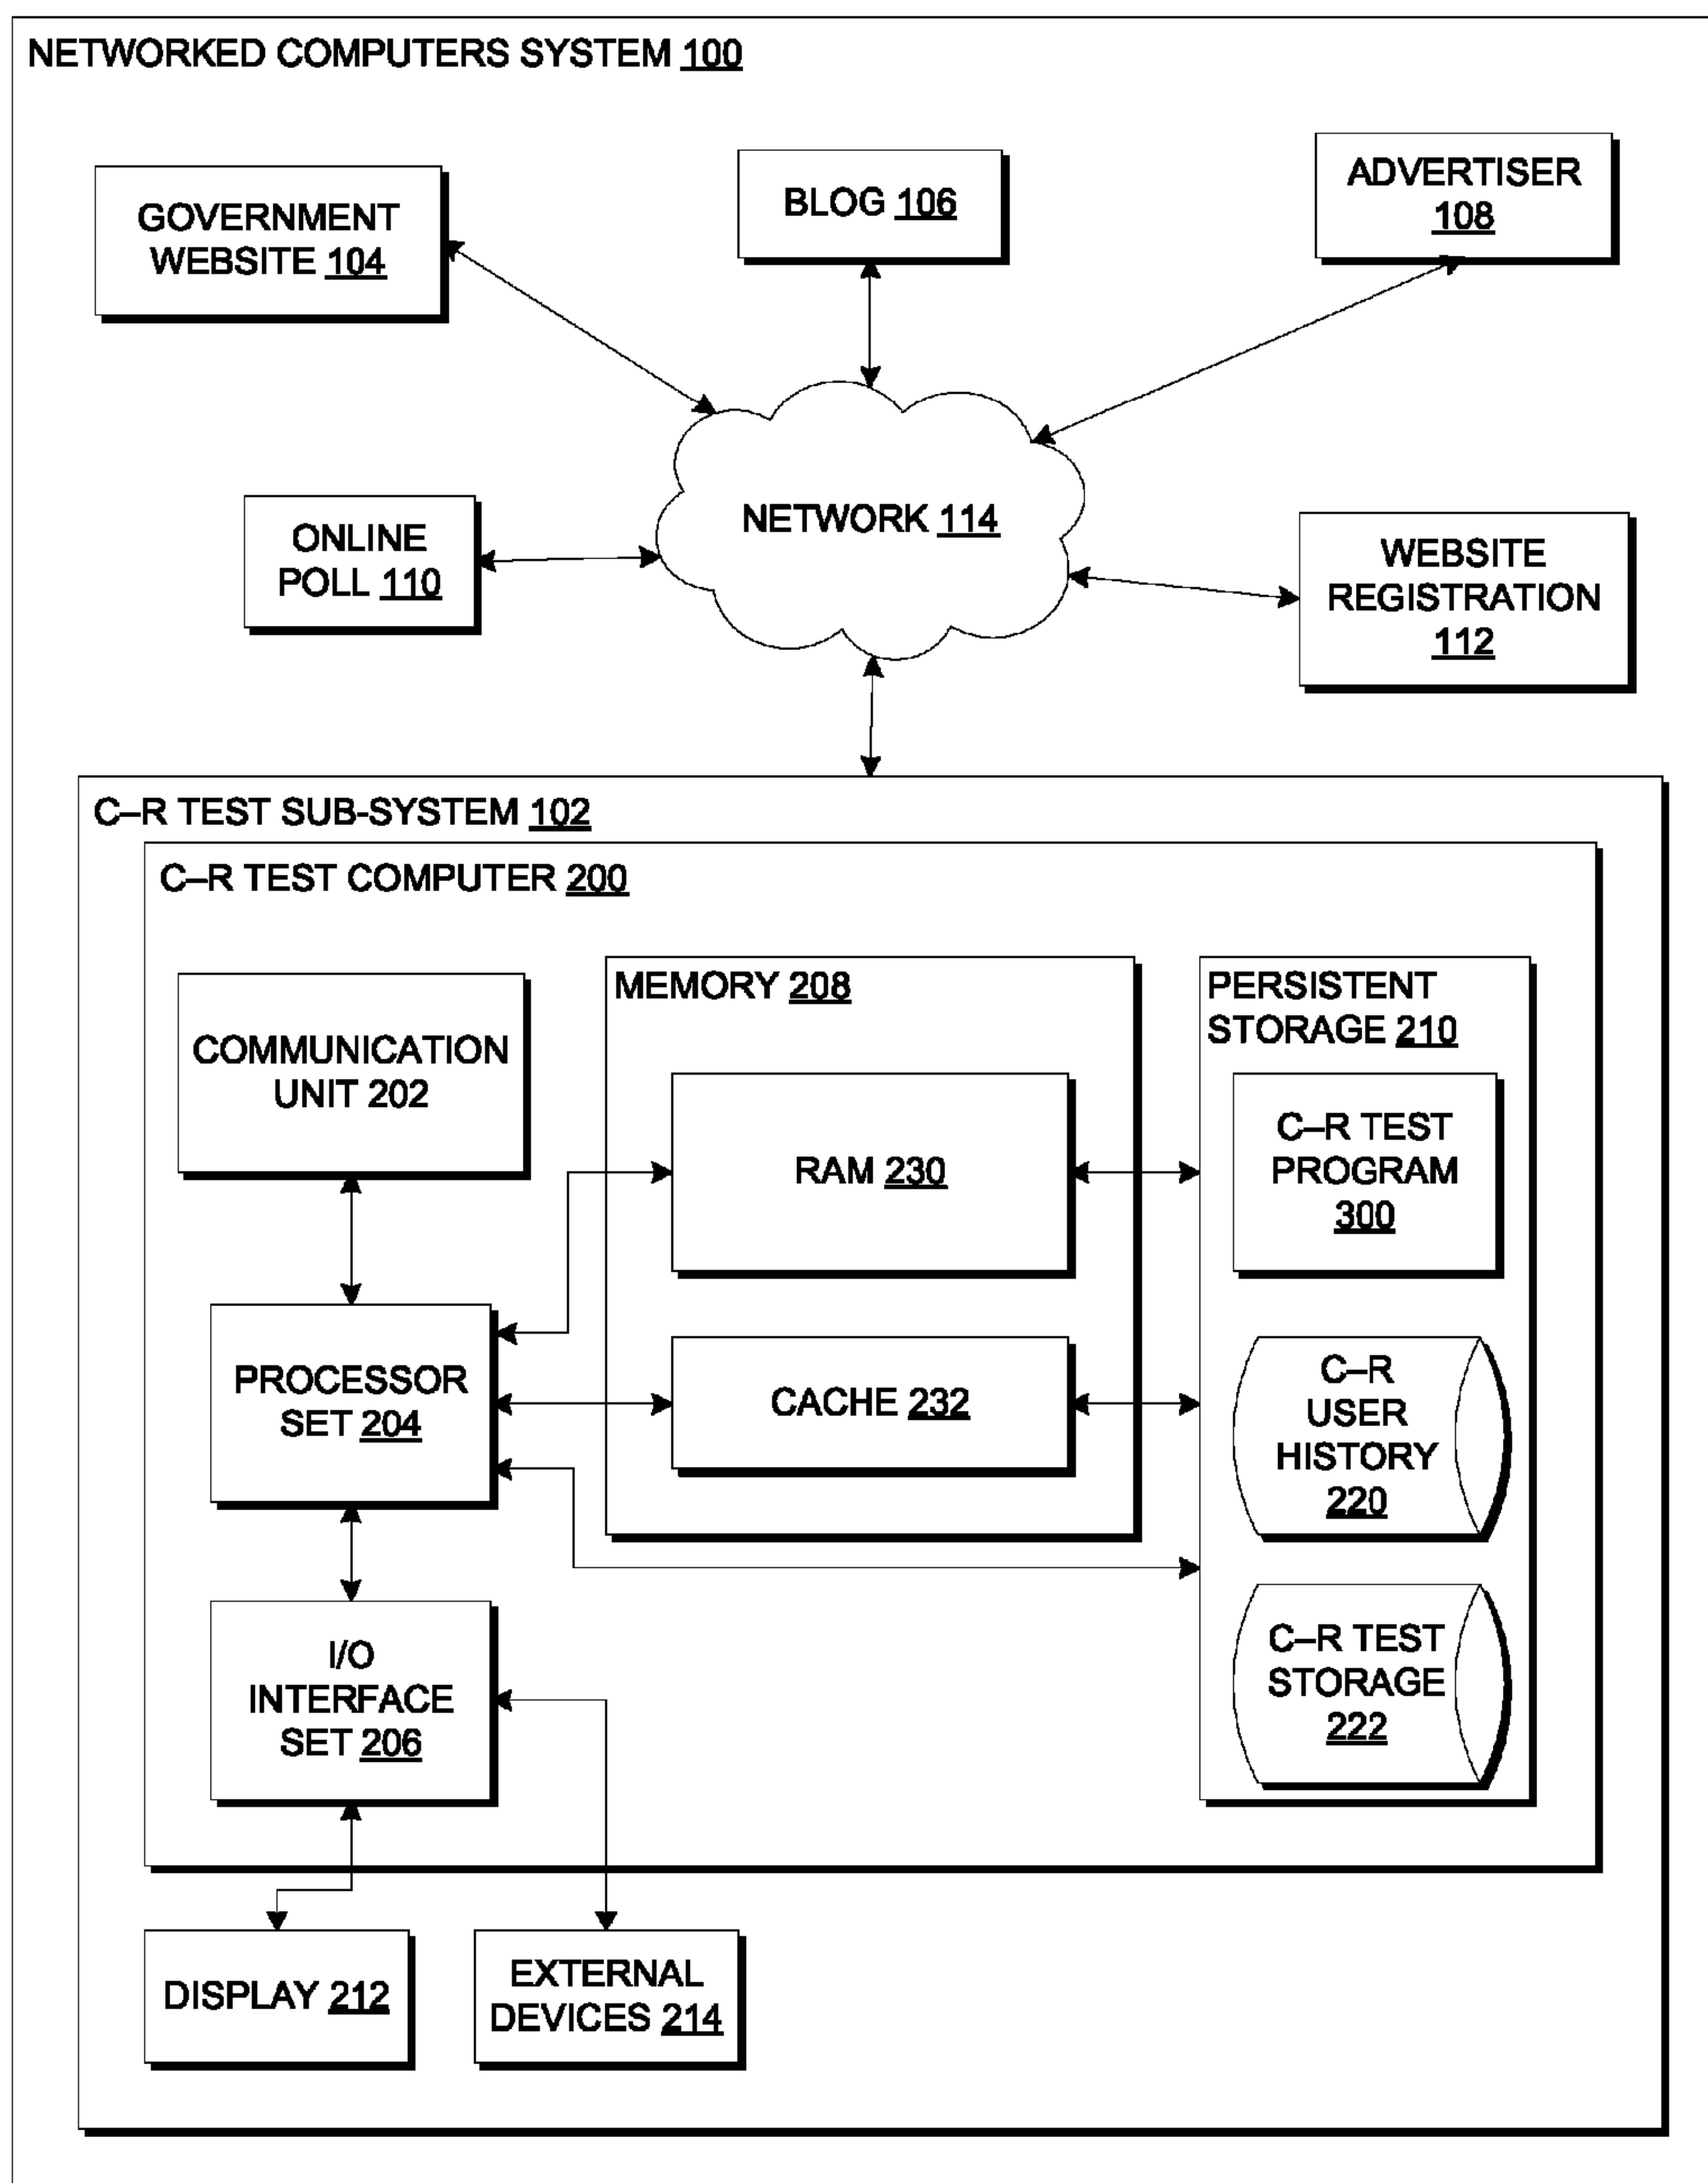 NETWORKED COMPUTERS SYSTEM 100
GOVERNMENT
WEBSITE 104
BLOG 106
ADVERTISER
108
ONLINE
POLL 110
NETWORK 114
WEBSITE
REGISTRATION
112
C–R TEST SUB-SYSTEM 102
C–R TEST COMPUTER 200
COMMUNICATION
UNIT 202
MEMORY 208
PERSISTENT
STORAGE 210
RAM 230
C–R TEST
PROGRAM
300
PROCESSOR
SET 204
CACHE 232
C–R
USER
HISTORY
220
I/O
INTERFACE
SET 206
C–R TEST
STORAGE
222
DISPLAY 212
EXTERNAL
DEVICES 214